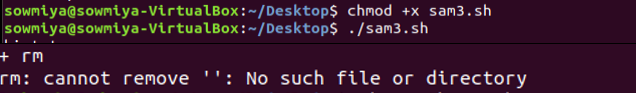 sowmiya@sowmiya-VirtualBox:~/Desktop$ chmod +x sam3.sh
sowmiya@sowmiya-VirtualBox:~/Desktop$ ./sam3.sh
+ rm
rm: cannot remove '': No such file or directory